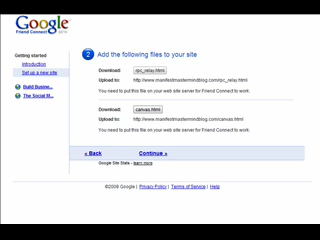 Google
Friend Connect BETA
Getting started
Introduction
Set up a new site
Build Busine...
The Social M...
2 Add the following files to your site
Download: rpc_relay.html
Upload to: http://www.manifestmastermindblog.com/rpc_relay.html
You need to put this file on your web site server for Friend Connect to work.
Download: canvas.html
Upload to: http://www.manifestmastermindblog.com/canvas.html
You need to put this file on your web site server for Friend Connect to work.
« Back Continue »
Google Site Stats - learn more
©2009 Google | Privacy Policy | Terms of Service | Help